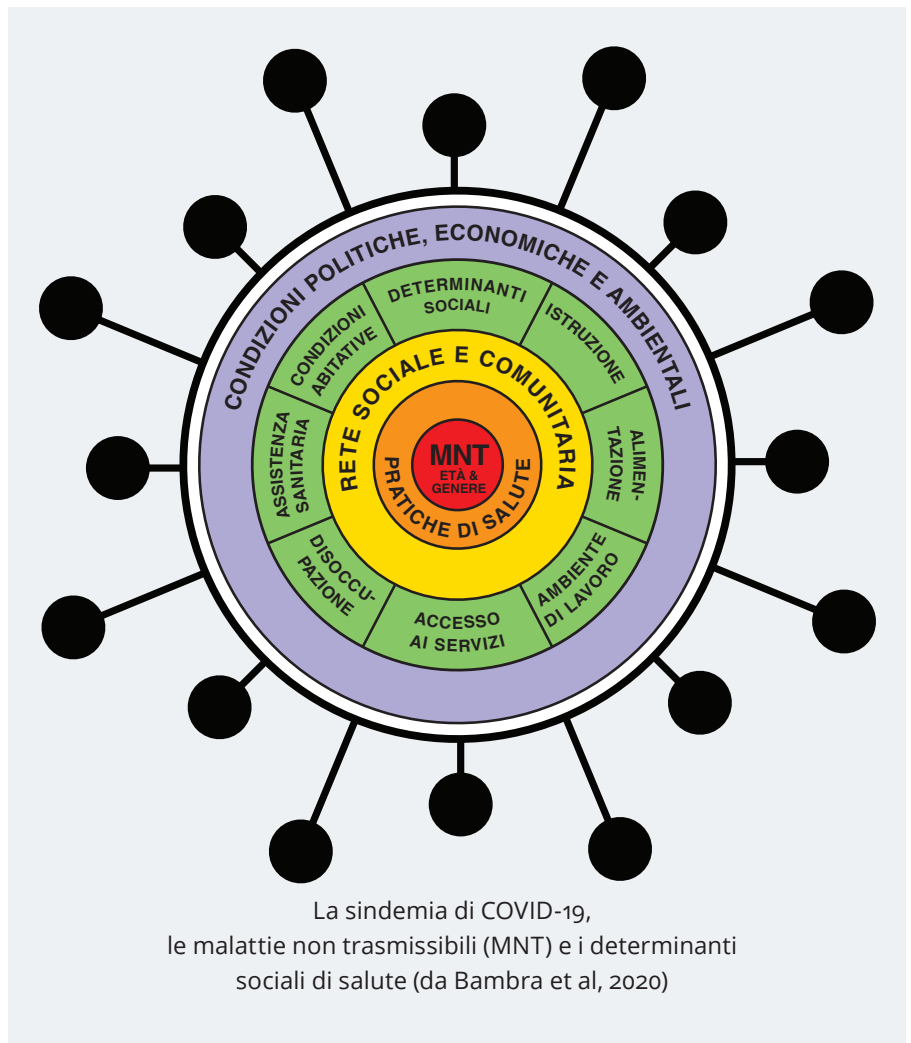 CONDIZIONI POLITICHE, ECONOMICHE E AMBIENTALI
DETERMINANTI
SOCIALI
ISTRUZIONE
ALIMEN-
TAZIONE
AMBIENTE
DI LAVORO
ACCESSO
AI SERVIZI
DISOCCU-
PAZIONE
ASSISTENZA
SANITARIA
CONDIZIONI
ABITATIVE
RETE SOCIALE E COMUNITARIA
PRATICHE DI SALUTE
MNT
ETÀ &
GENERE
La sindemia di COVID-19,
le malattie non trasmissibili (MNT) e i determinanti
sociali di salute (da Bambra et al, 2020)